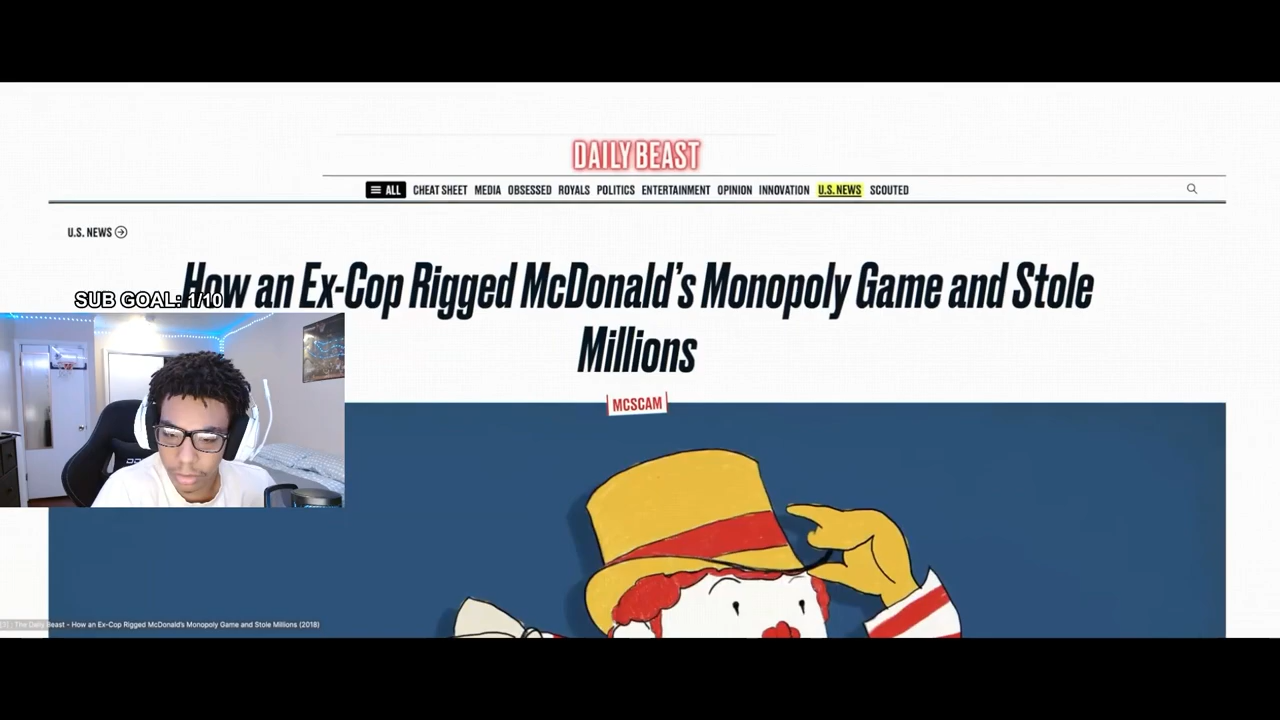 DAILY BEAST
ALL CHEAT SHEET MEDIA OBSESSED ROYALS POLITICS ENTERTAINMENT OPINION INNOVATION U.S. NEWS SCOUTED
U.S. NEWS
How an Ex-Cop Rigged McDonald's Monopoly Game and Stole
Millions
SUB GOAL: 1/10
MCSCAM
The Daily Beast - How an Ex-Cop Rigged McDonald's Monopoly Game and Stole Millions (2018)